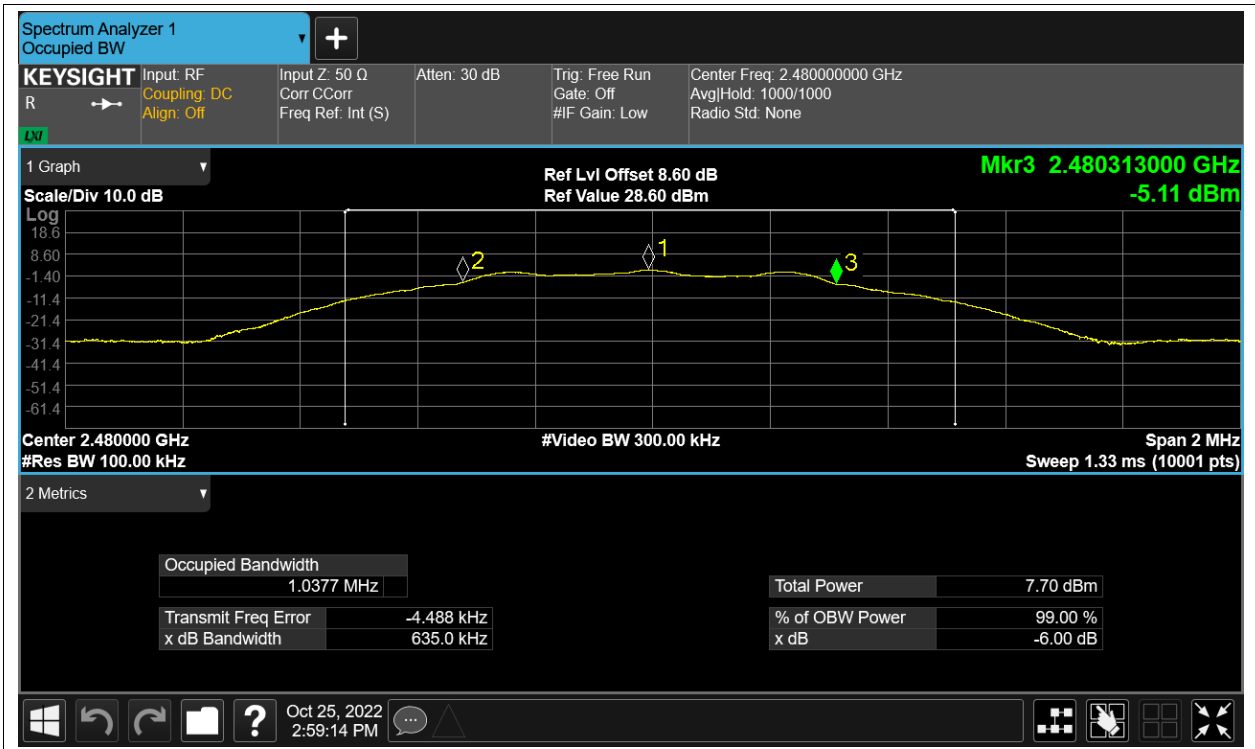 Spectrum Analyzer 1
Occupied BW
KEYSIGHT
R
LXI
Input: RF
Coupling: DC
Align: Off
Input Z: 50 Ω
Corr CCorr
Freq Ref: Int (S)
Atten: 30 dB
Trig: Free Run
Gate: Off
#IF Gain: Low
Center Freq: 2.480000000 GHz
Avg|Hold: 1000/1000
Radio Std: None
1 Graph
Scale/Div 10.0 dB
Ref Lvl Offset 8.60 dB
Ref Value 28.60 dBm
Mkr3 2.480313000 GHz
-5.11 dBm
Log
18.6
8.60
-1.40
-11.4
-21.4
-31.4
-41.4
-51.4
-61.4
2
1
3
Center 2.480000 GHz
#Res BW 100.00 kHz
#Video BW 300.00 kHz
Span 2 MHz
Sweep 1.33 ms (10001 pts)
2 Metrics
Occupied Bandwidth
1.0377 MHz
Transmit Freq Error -4.488 kHz
x dB Bandwidth 635.0 kHz
Total Power 7.70 dBm
% of OBW Power 99.00 %
x dB -6.00 dB
?
Oct 25, 2022
2:59:14 PM